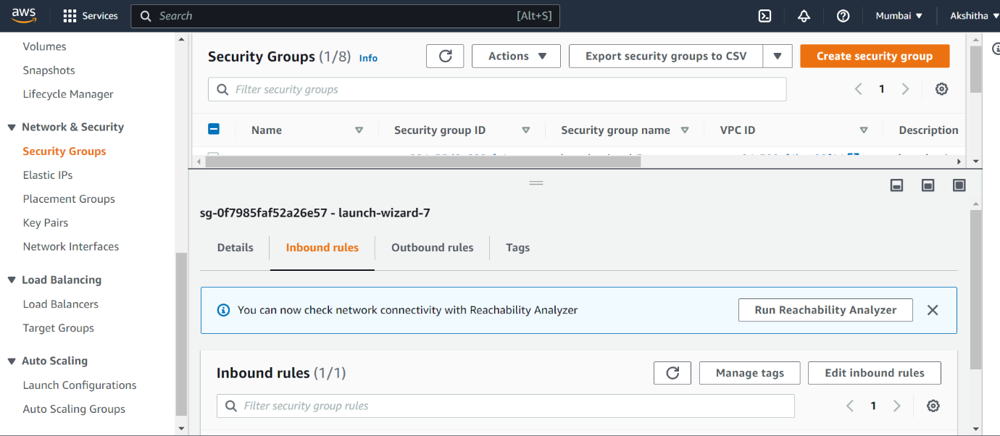 aws Services Search [Alt+S] Mumbai Akshitha
Volumes
Snapshots
Lifecycle Manager
Network & Security
Security Groups
Elastic IPs
Placement Groups
Key Pairs
Network Interfaces
Load Balancing
Load Balancers
Target Groups
Auto Scaling
Launch Configurations
Auto Scaling Groups
Security Groups (1/8) Info Actions Export security groups to CSV Create security group
Filter security groups 1
Name Security group ID Security group name VPC ID Description
sg-0f7985faf52a26e57 - launch-wizard-7
Details Inbound rules Outbound rules Tags
You can now check network connectivity with Reachability Analyzer Run Reachability Analyzer
Inbound rules (1/1) Manage tags Edit inbound rules
Filter security group rules 1